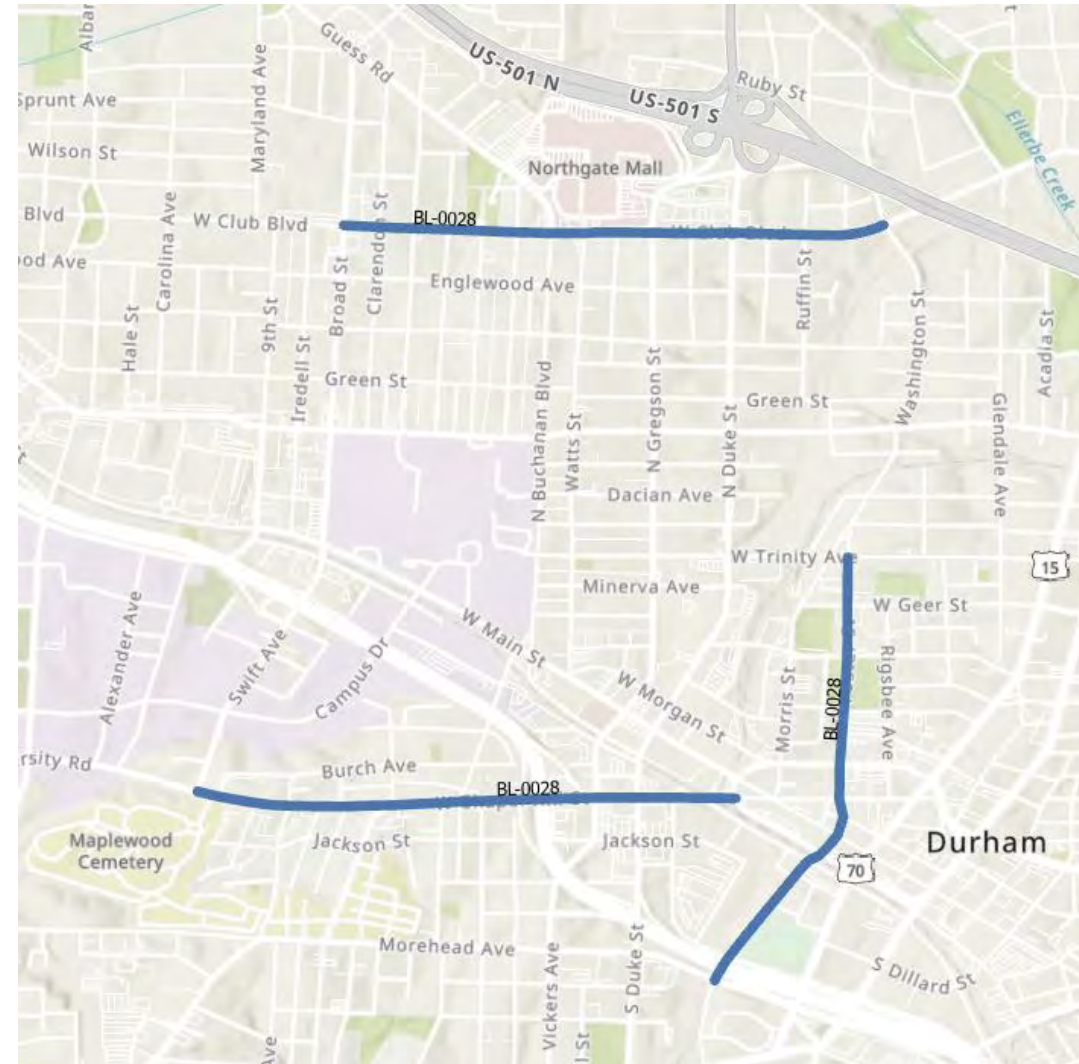 Guess Rd
US-501 N
US-501 S
Ruby St
Sprunt Ave
Maryland Ave
Wilson St
Northgate Mall
Ellerbe Creek
Blvd
Carolina Ave
W Club Blvd
Clarendon St
BL-0028
Broad St
Englewood Ave
Ruffin St
Washington St
Hale St
9th St
Iredell St
Green St
N Buchanan Blvd
Watts St
N Gregson St
N Duke St
Green St
Acadia St
Glendale Ave
Dacian Ave
W Trinity Ave
15
Minerva Ave
W Geer St
Alexander Ave
Swift Ave
Campus Dr
W Main St
W Morgan St
Morris St
BL-0028
Rigsbee Ave
rsity Rd
Burch Ave
BL-0028
Maplewood
Cemetery
Jackson St
Jackson St
Durham
70
Morehead Ave
Vickers Ave
S Duke St
S Dillard St
l St
Ave